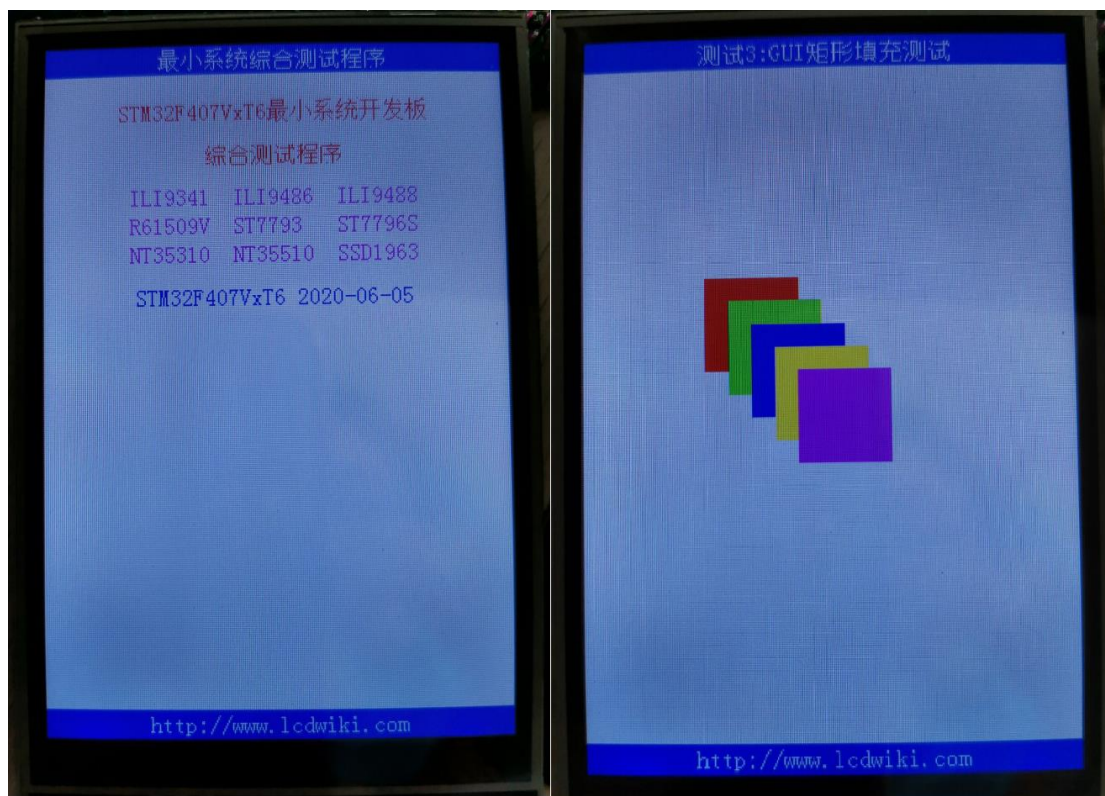 最小系统综合测试程序
STM32F407VxT6最小系统开发板
综合测试程序
ILI9341 ILI9486 ILI9488
R61509V ST7793 ST7796S
NT35310 NT35510 SSD1963
STM32F407VxT6 2020-06-05
http://www.lcdwiki.com
测试3:GUI矩形填充测试
http://www.lcdwiki.com